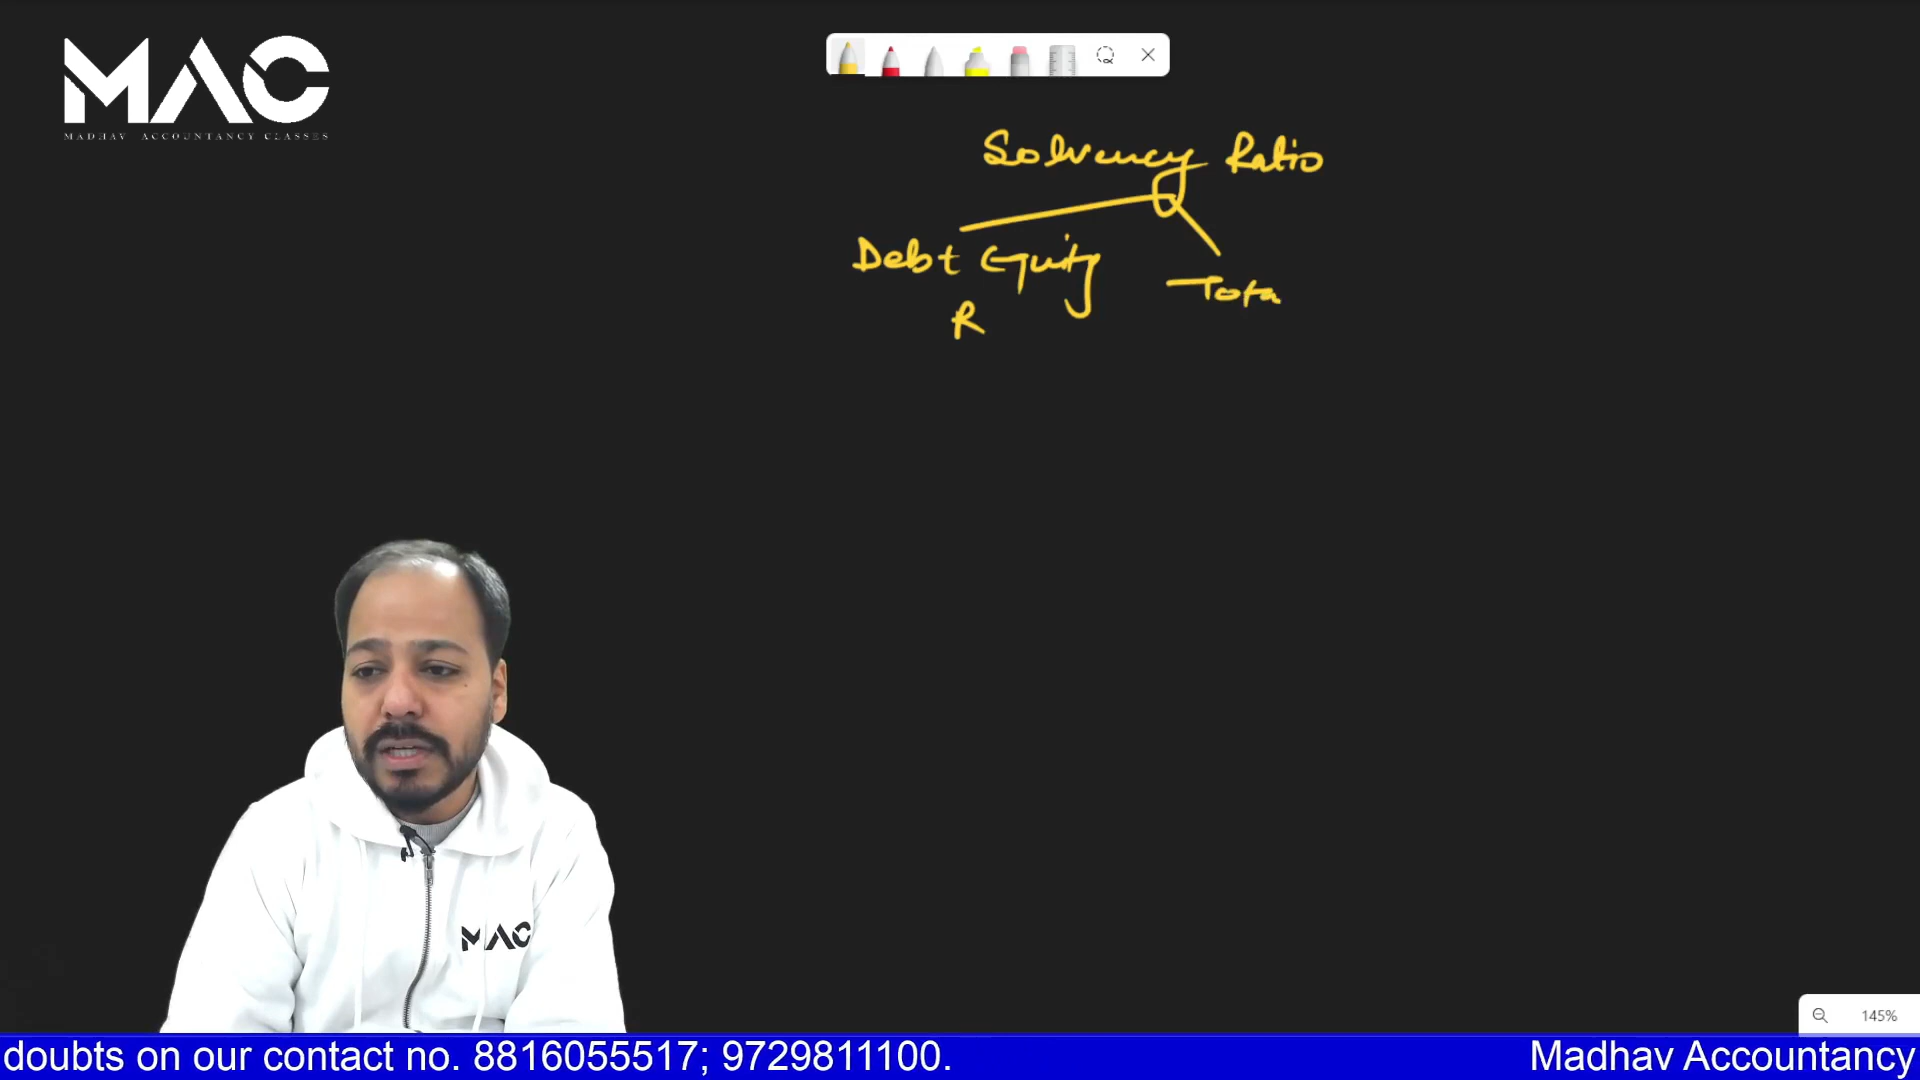 MAC
MADHAV ACCOUNTANCY CLASSES
Solvency Ratio
Debt Equity
R
Tota
MAC
145%
doubts on our contact no. 8816055517; 9729811100.
Madhav Accountancy